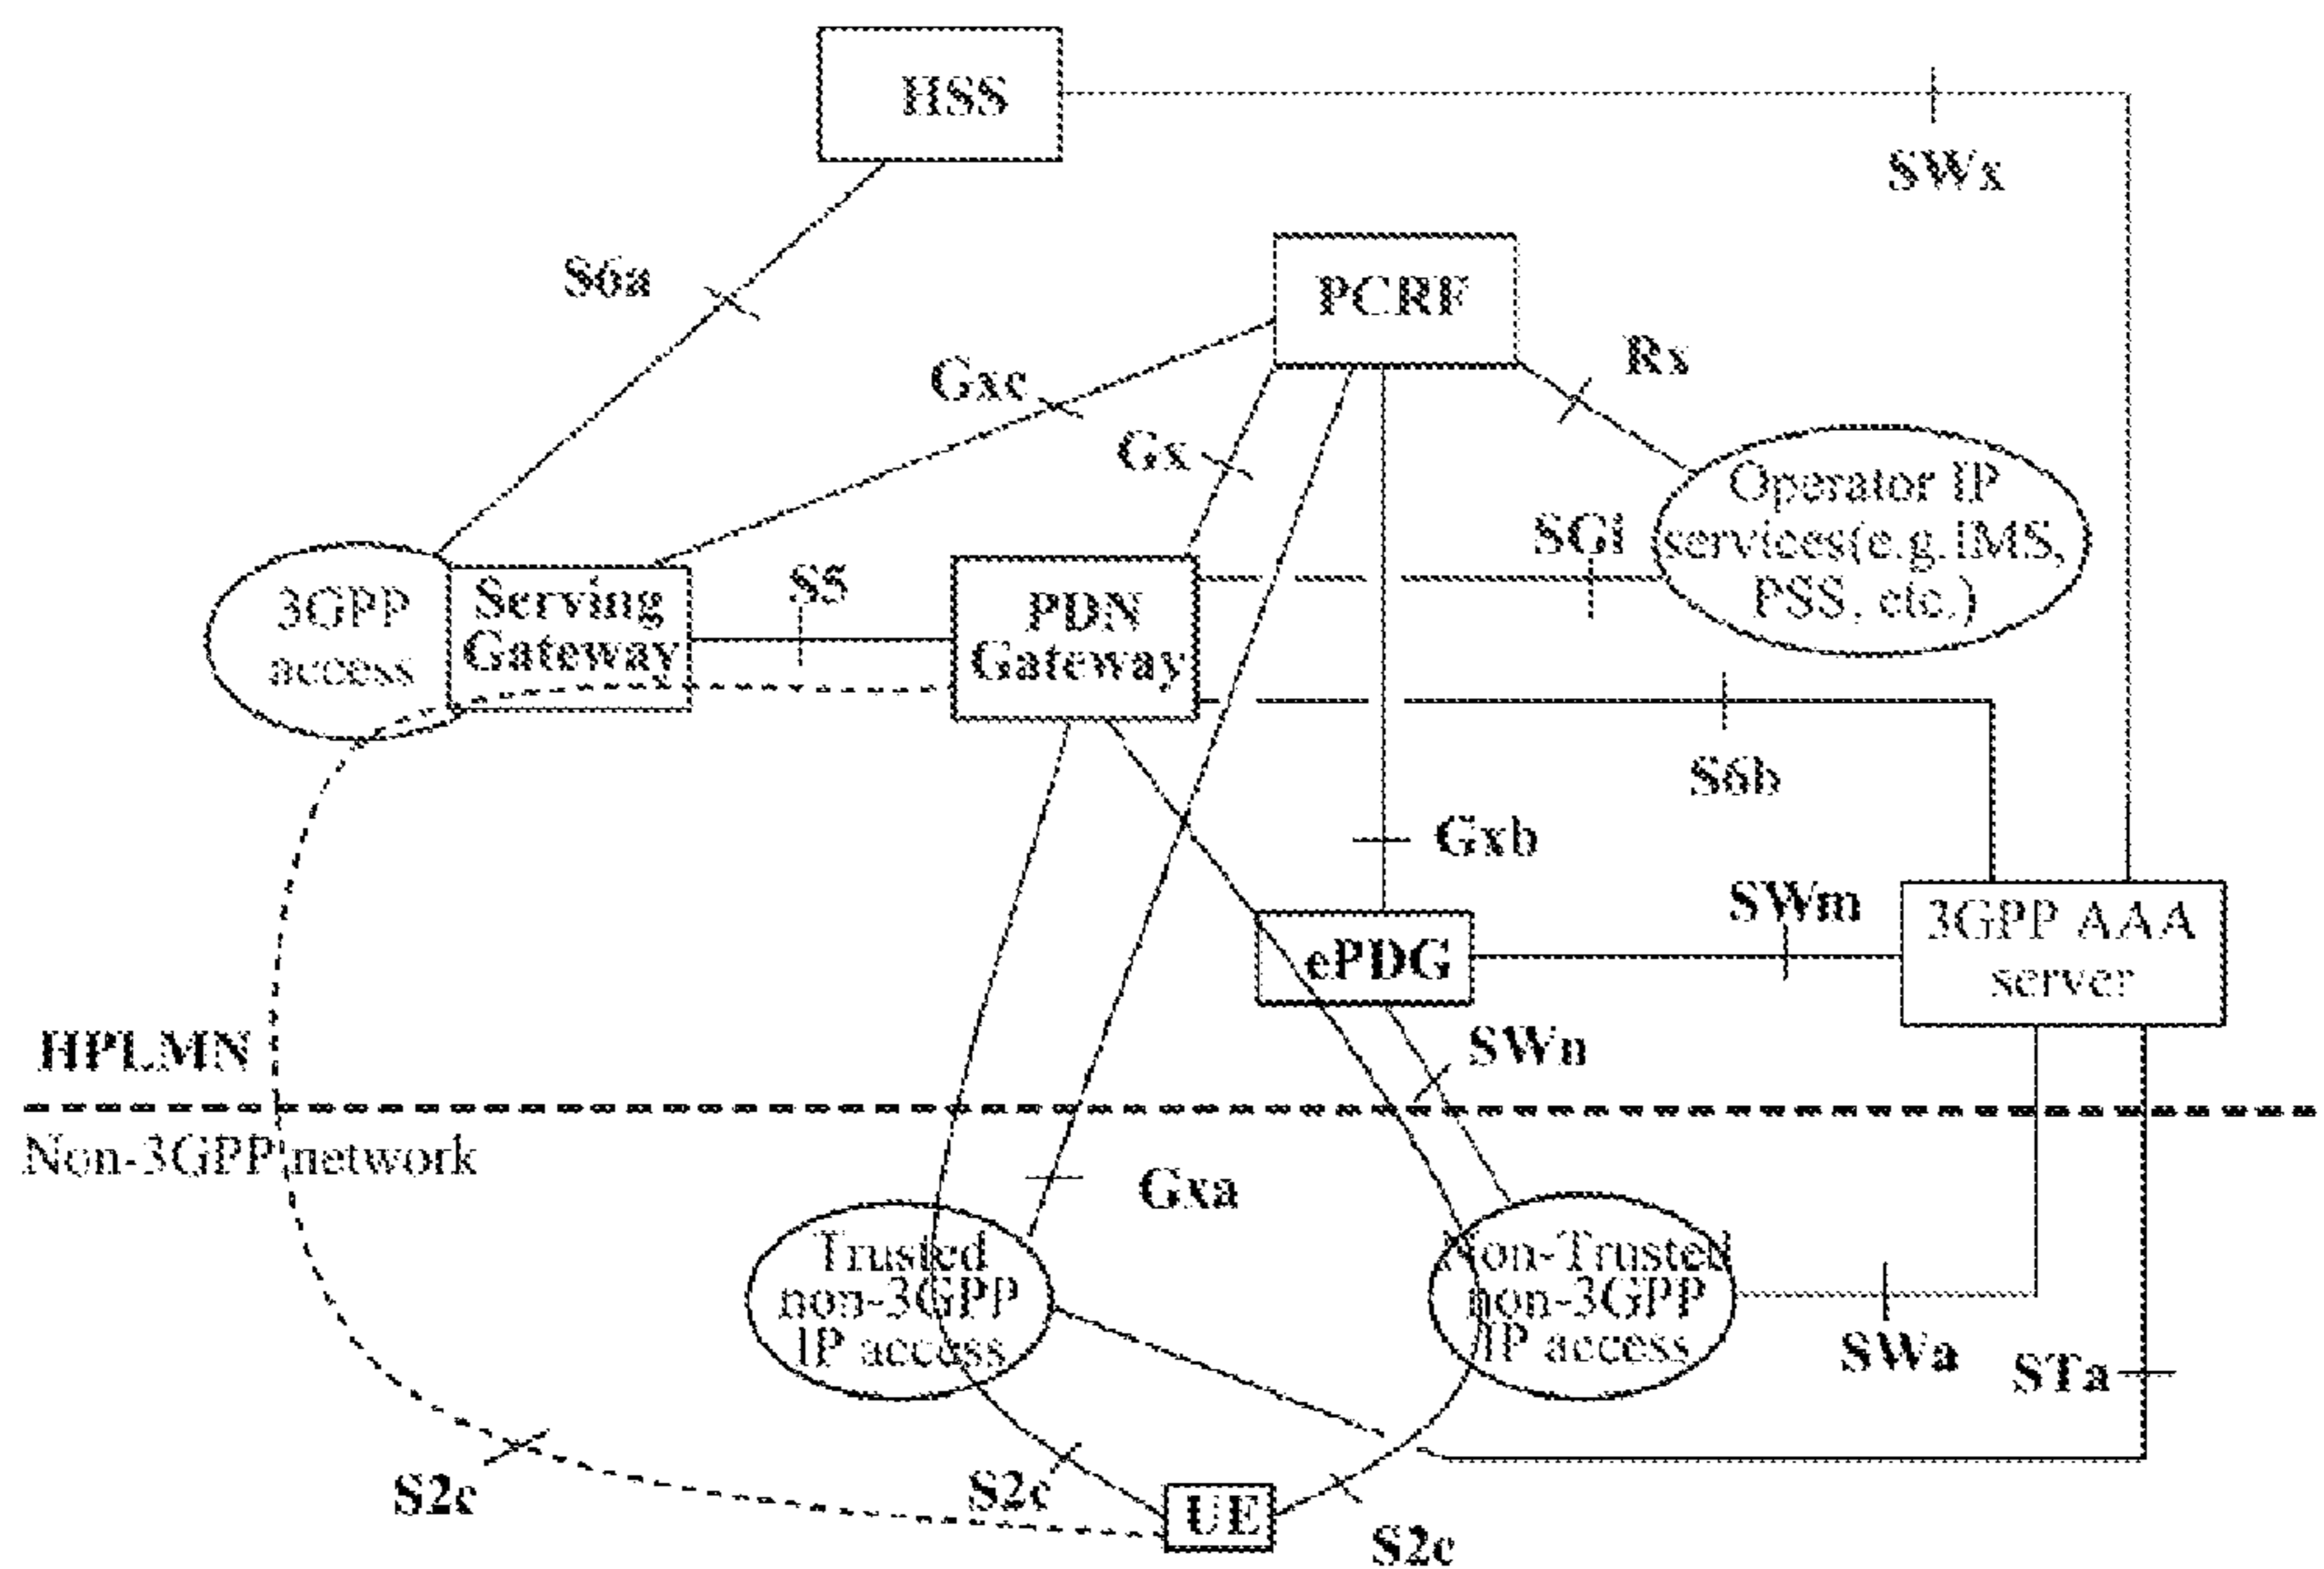 HSS
SWx
S6a
PCRF
Rx
Gxc
Gx
Operator IP
services(e.g.IMS,
PSS, etc.)
SGi
S5
3GPP
access
Serving
Gateway
PDN
Gateway
S6b
Gxb
SWm
3GPP AAA
server
ePDG
SWn
HPLMN
Non-3GPP network
Gxa
Trusted
non-3GPP
IP access
Non-Trusted
non-3GPP
IP access
SWa
STa
S2c
S2c
UE
S2c